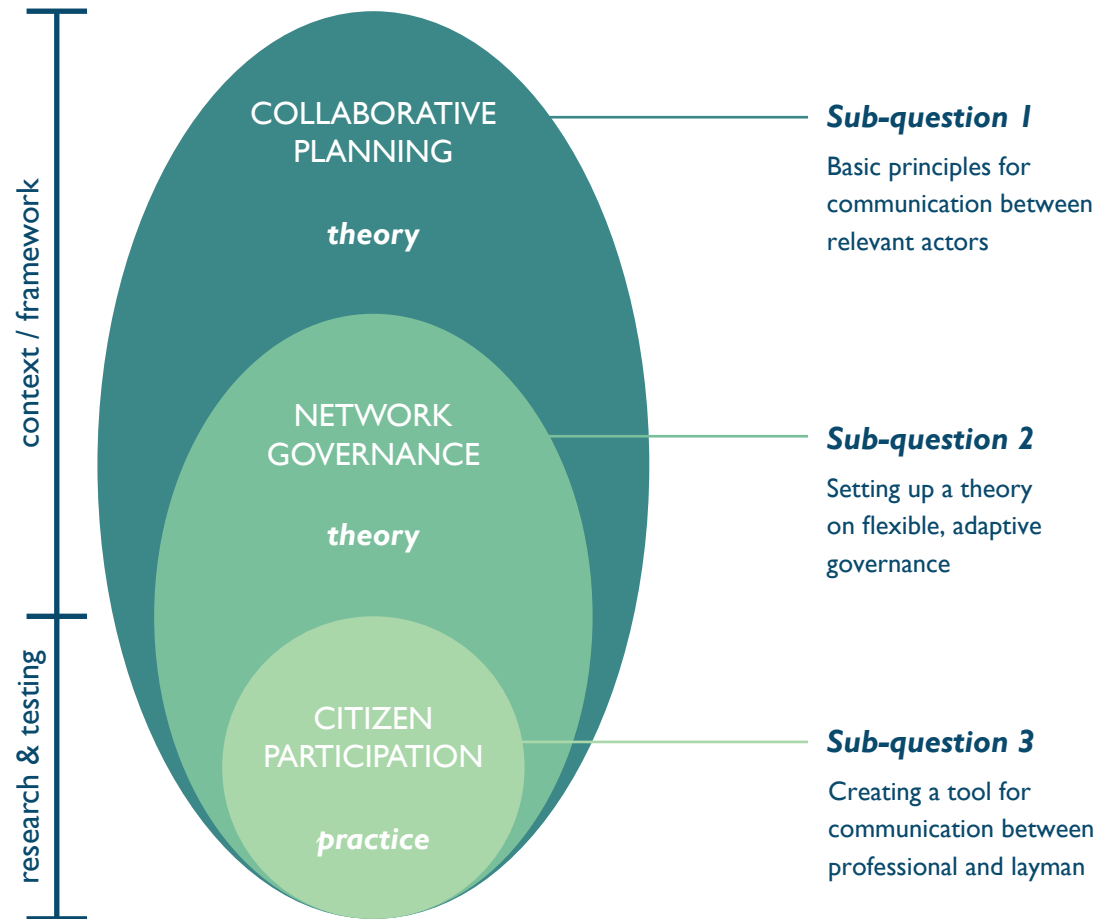 context / framework
research & testing
COLLABORATIVE
PLANNING
theory
NETWORK
GOVERNANCE
theory
CITIZEN
PARTICIPATION
practice
Sub-question 1
Basic principles for
communication between
relevant actors
Sub-question 2
Setting up a theory
on flexible, adaptive
governance
Sub-question 3
Creating a tool for
communication between
professional and layman